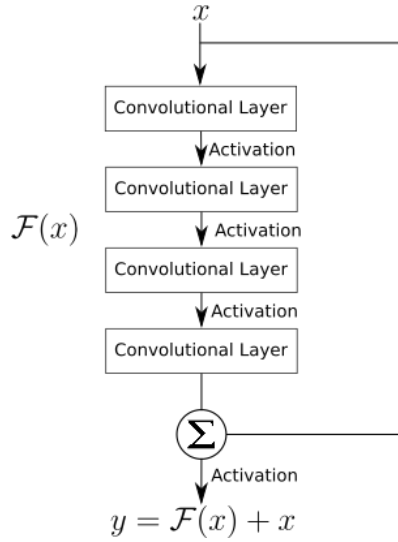 x
Convolutional Layer
Activation
Convolutional Layer
Activation
ℱ(x)
Convolutional Layer
Activation
Convolutional Layer
Σ
Activation
y = ℱ(x) + x